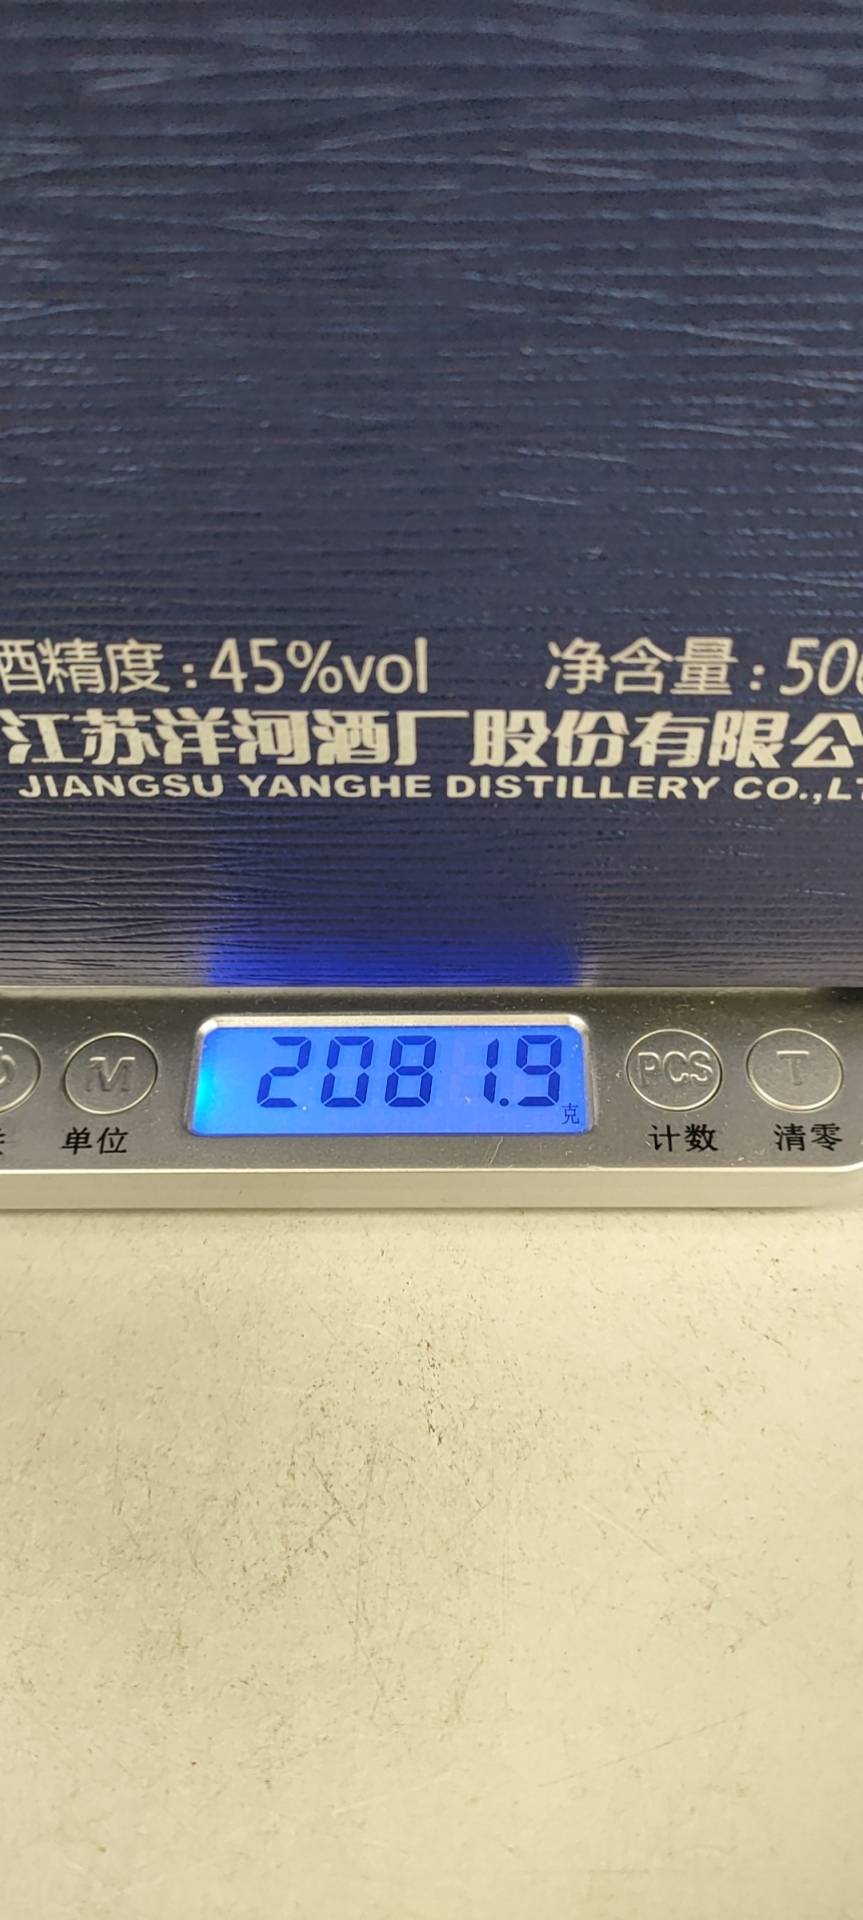 酒精度:45%vol 净含量:500
江苏洋河酒厂股份有限公
JIANGSU YANGHE DISTILLERY CO.,LT
M 2081.9 克 PCS T
单位 计数 清零